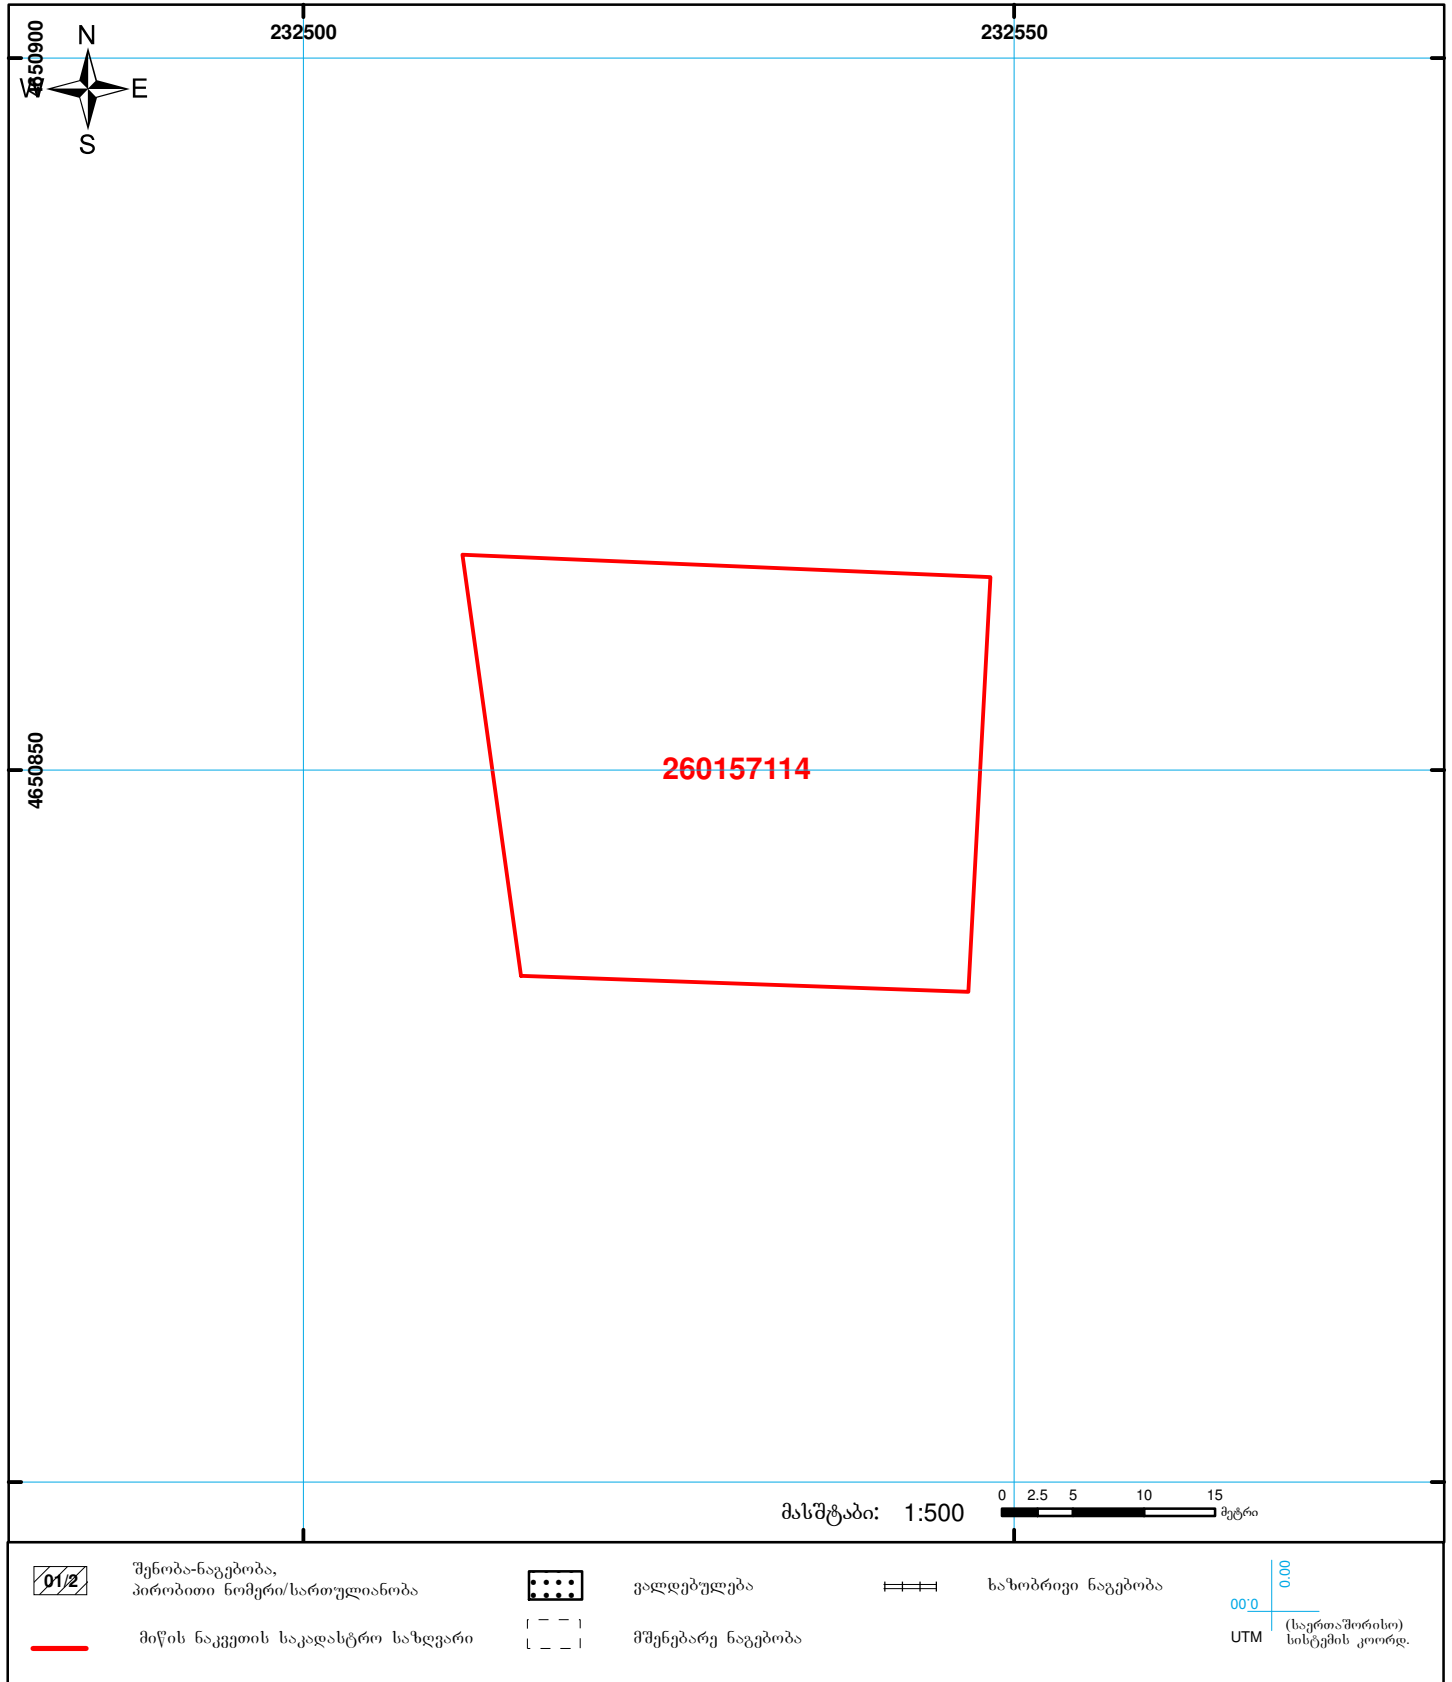 232500 232550
4650900
N
W E
S
4650850
260157114
მასშტაბი: 1:500
0 2.5 5 10 15
მეტრი
01/2
შენობა-ნაგებობა,
პირობითი ნომერი/სართულიანობა
ვალდებულება
ხაზობრივი ნაგებობა
მიწის ნაკვეთის საკადასტრო საზღვარი
მშენებარე ნაგებობა
0.00
0.00
UTM
(საერთაშორისო)
სისტემის კოორდ.